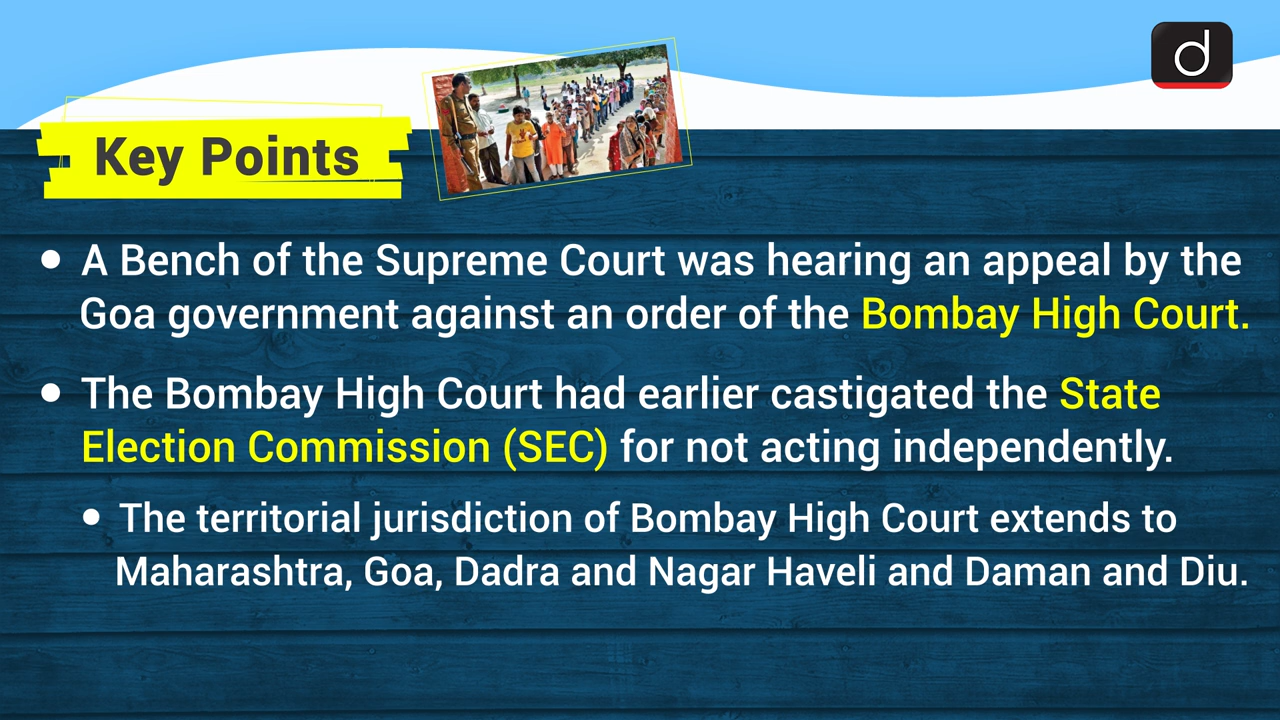 d
Key Points
• A Bench of the Supreme Court was hearing an appeal by the
Goa government against an order of the Bombay High Court.
• The Bombay High Court had earlier castigated the State
Election Commission (SEC) for not acting independently.
• The territorial jurisdiction of Bombay High Court extends to
Maharashtra, Goa, Dadra and Nagar Haveli and Daman and Diu.